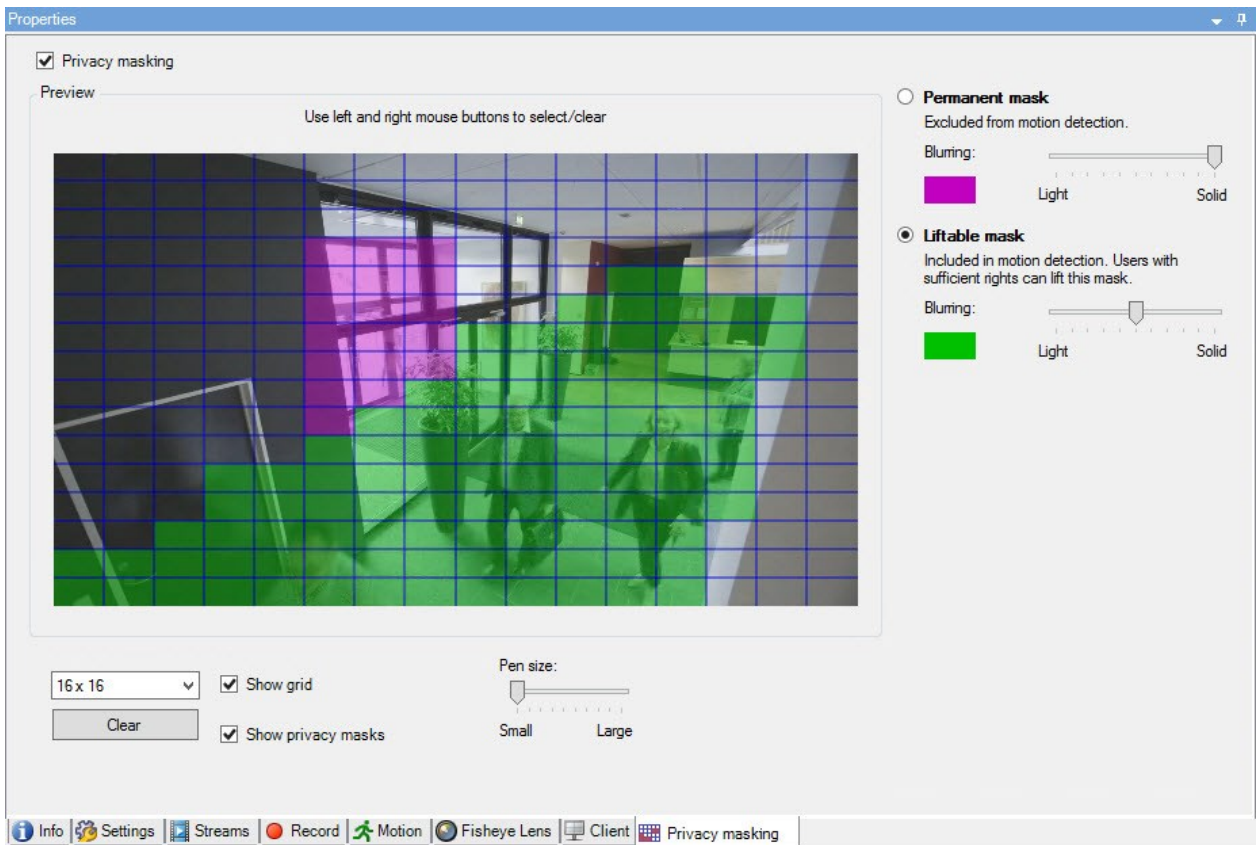 Properties
Privacy masking
Preview
Use left and right mouse buttons to select/clear
Permanent mask
Excluded from motion detection.
Blurring:
Light Solid
Liftable mask
Included in motion detection. Users with
sufficient rights can lift this mask.
Blurring:
Light Solid
16 x 16
Show grid
Clear
Show privacy masks
Pen size:
Small Large
Info Settings Streams Record Motion Fisheye Lens Client Privacy masking